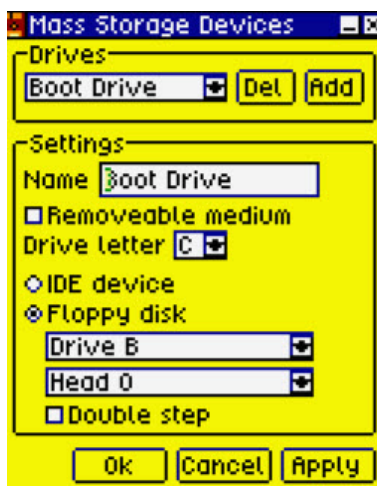 Mass Storage Devices
Drives
Boot Drive Del Add
Settings
Name Boot Drive
Removeable medium
Drive letter C
IDE device
Floppy disk
Drive B
Head 0
Double step
Ok Cancel Apply